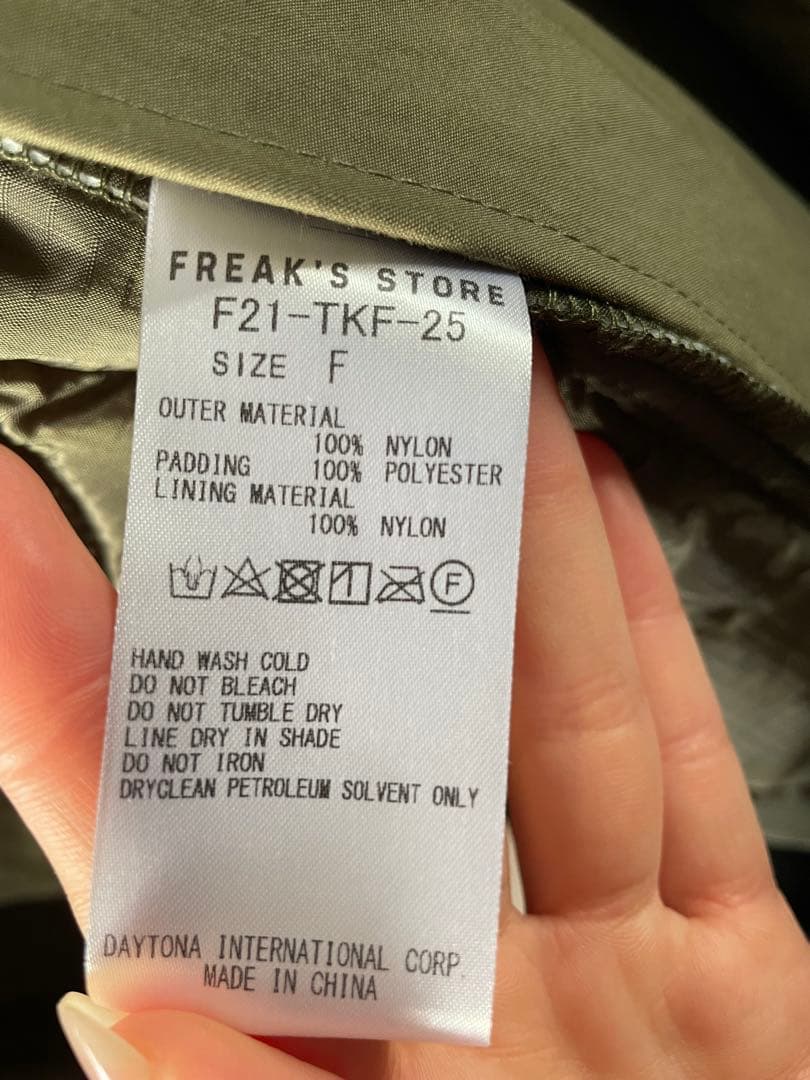 FREAK'S STORE
F21-TKF-25
SIZE F
OUTER MATERIAL
100% NYLON
PADDING 100% POLYESTER
LINING MATERIAL
100% NYLON
F
HAND WASH COLD
DO NOT BLEACH
DO NOT TUMBLE DRY
LINE DRY IN SHADE
DO NOT IRON
DRYCLEAN PETROLEUM SOLVENT ONLY
DAYTONA INTERNATIONAL CORP.
MADE IN CHINA